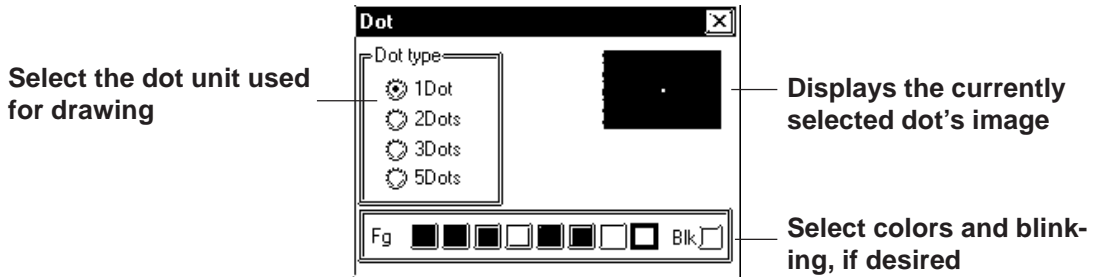 Dot
Dot type
1Dot
2Dots
3Dots
5Dots
Fg
Blk
Select the dot unit used
for drawing
Displays the currently
selected dot's image
Select colors and blink-
ing, if desired